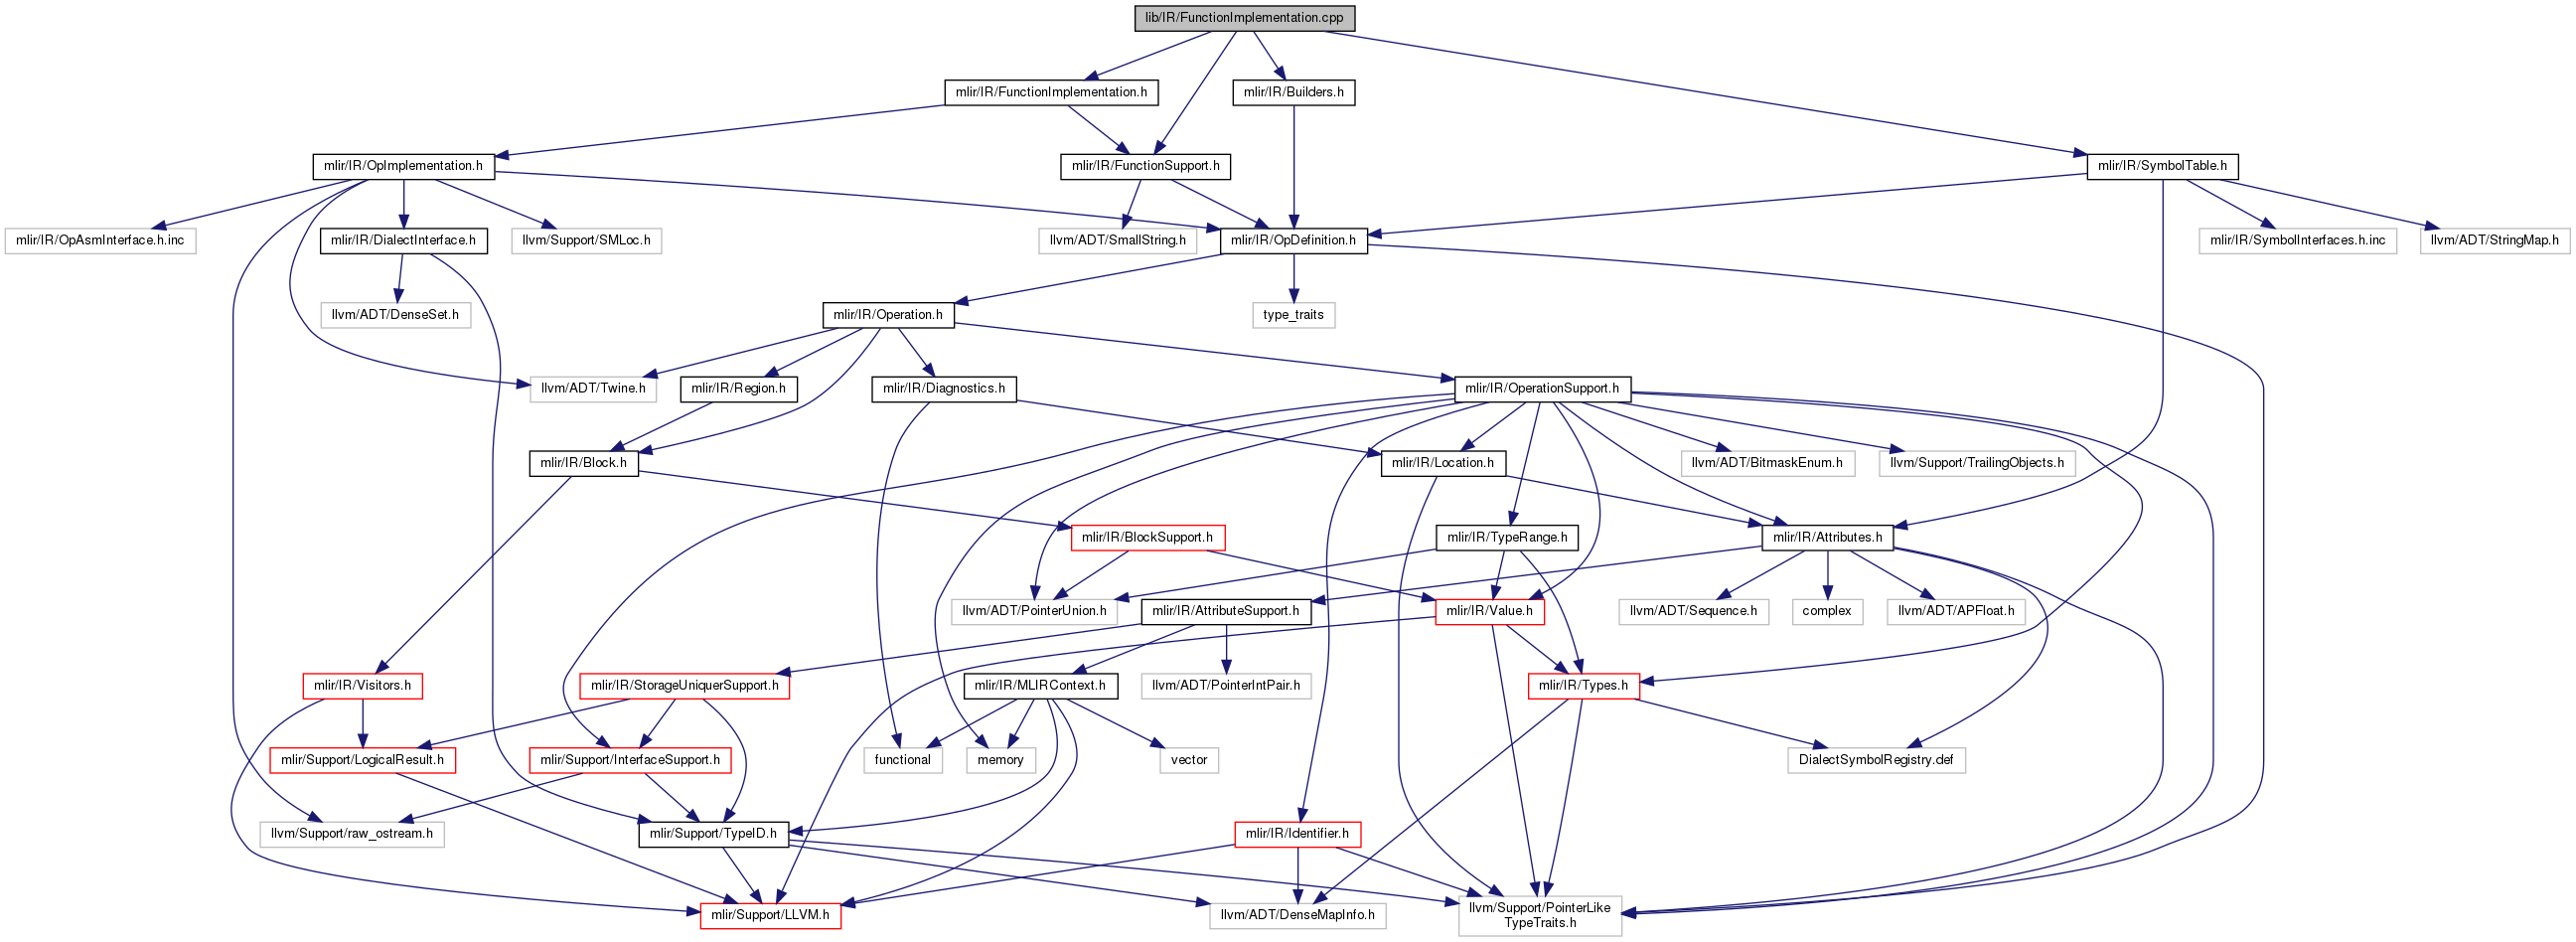 lib/IR/FunctionImplementation.cpp
mlir/IR/FunctionImplementation.h
mlir/IR/Builders.h
mlir/IR/OpImplementation.h
mlir/IR/FunctionSupport.h
mlir/IR/SymbolTable.h
mlir/IR/OpAsmInterface.h.inc
mlir/IR/DialectInterface.h
llvm/Support/SMLoc.h
llvm/ADT/SmallString.h
mlir/IR/OpDefinition.h
mlir/IR/SymbolInterfaces.h.inc
llvm/ADT/StringMap.h
llvm/ADT/DenseSet.h
mlir/IR/Operation.h
type_traits
llvm/ADT/Twine.h
mlir/IR/Region.h
mlir/IR/Diagnostics.h
mlir/IR/OperationSupport.h
mlir/IR/Block.h
mlir/IR/Location.h
llvm/ADT/BitmaskEnum.h
llvm/Support/TrailingObjects.h
mlir/IR/BlockSupport.h
mlir/IR/TypeRange.h
mlir/IR/Attributes.h
llvm/ADT/PointerUnion.h
mlir/IR/AttributeSupport.h
mlir/IR/Value.h
llvm/ADT/Sequence.h
complex
llvm/ADT/APFloat.h
mlir/IR/Visitors.h
mlir/IR/StorageUniquerSupport.h
mlir/IR/MLIRContext.h
llvm/ADT/PointerIntPair.h
mlir/IR/Types.h
mlir/Support/LogicalResult.h
mlir/Support/InterfaceSupport.h
functional
memory
vector
DialectSymbolRegistry.def
llvm/Support/raw_ostream.h
mlir/Support/TypeID.h
mlir/IR/Identifier.h
mlir/Support/LLVM.h
llvm/ADT/DenseMapInfo.h
llvm/Support/PointerLike
TypeTraits.h